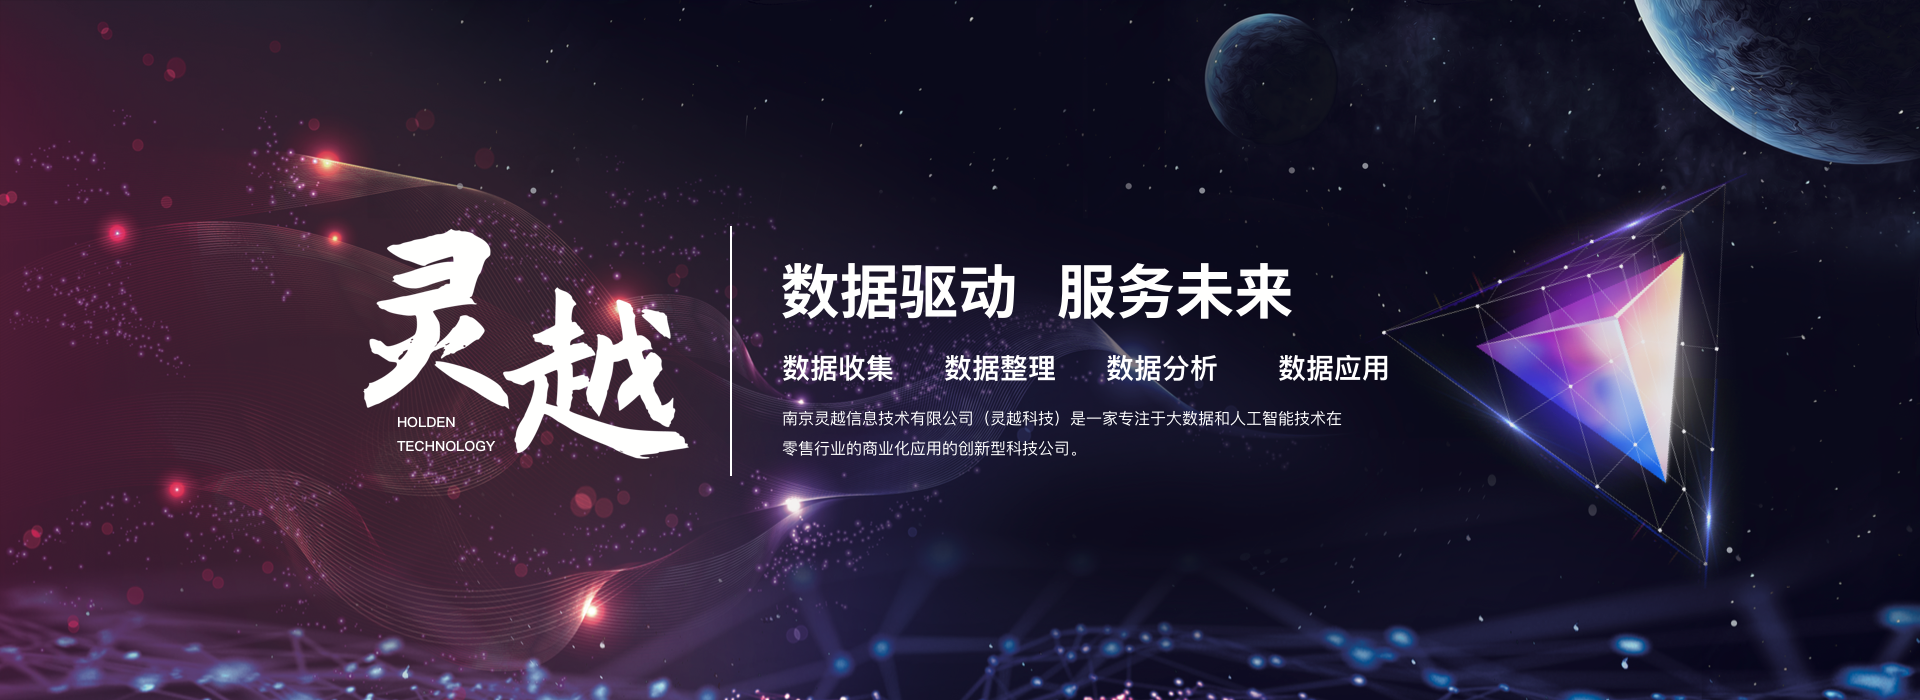 灵越
HOLDEN
TECHNOLOGY
数据驱动 服务未来
数据收集 数据整理 数据分析 数据应用
南京灵越信息技术有限公司（灵越科技）是一家专注于大数据和人工智能技术在
零售行业的商业化应用的创新型科技公司。